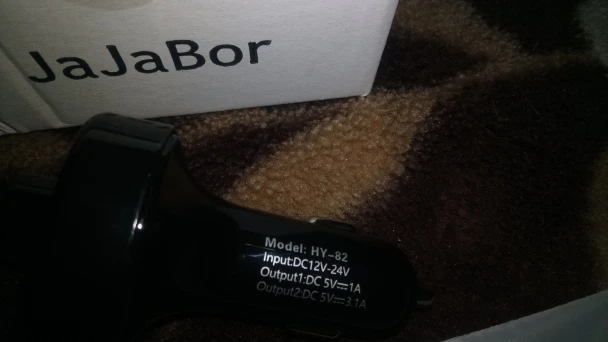 JaJaBor
Model: HY-82
Input:DC12V-24V
Output1:DC 5V⎓1A
Output2:DC 5V⎓3.1A